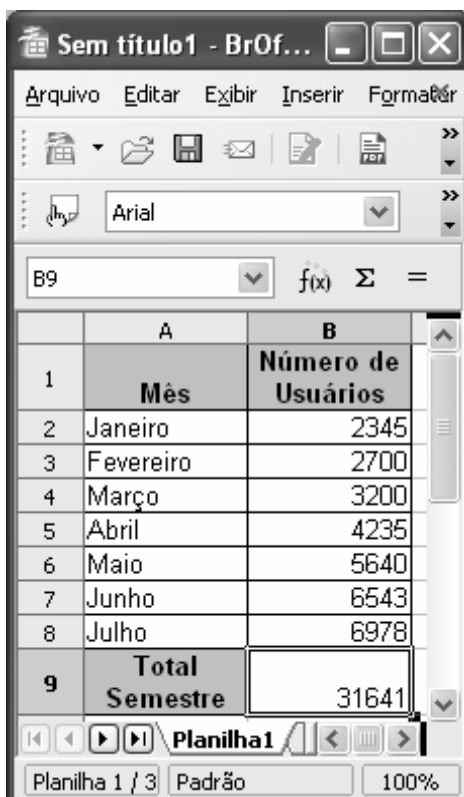 Sem título1 - BrOf...
Arquivo Editar Exibir Inserir Formatar
PDF
Arial
B9 f(x) Σ =
A B
1 Mês Número de Usuários
2 Janeiro 2345
3 Fevereiro 2700
4 Março 3200
5 Abril 4235
6 Maio 5640
7 Junho 6543
8 Julho 6978
9 Total Semestre 31641
Planilha1
Planilha 1 / 3 Padrão 100%